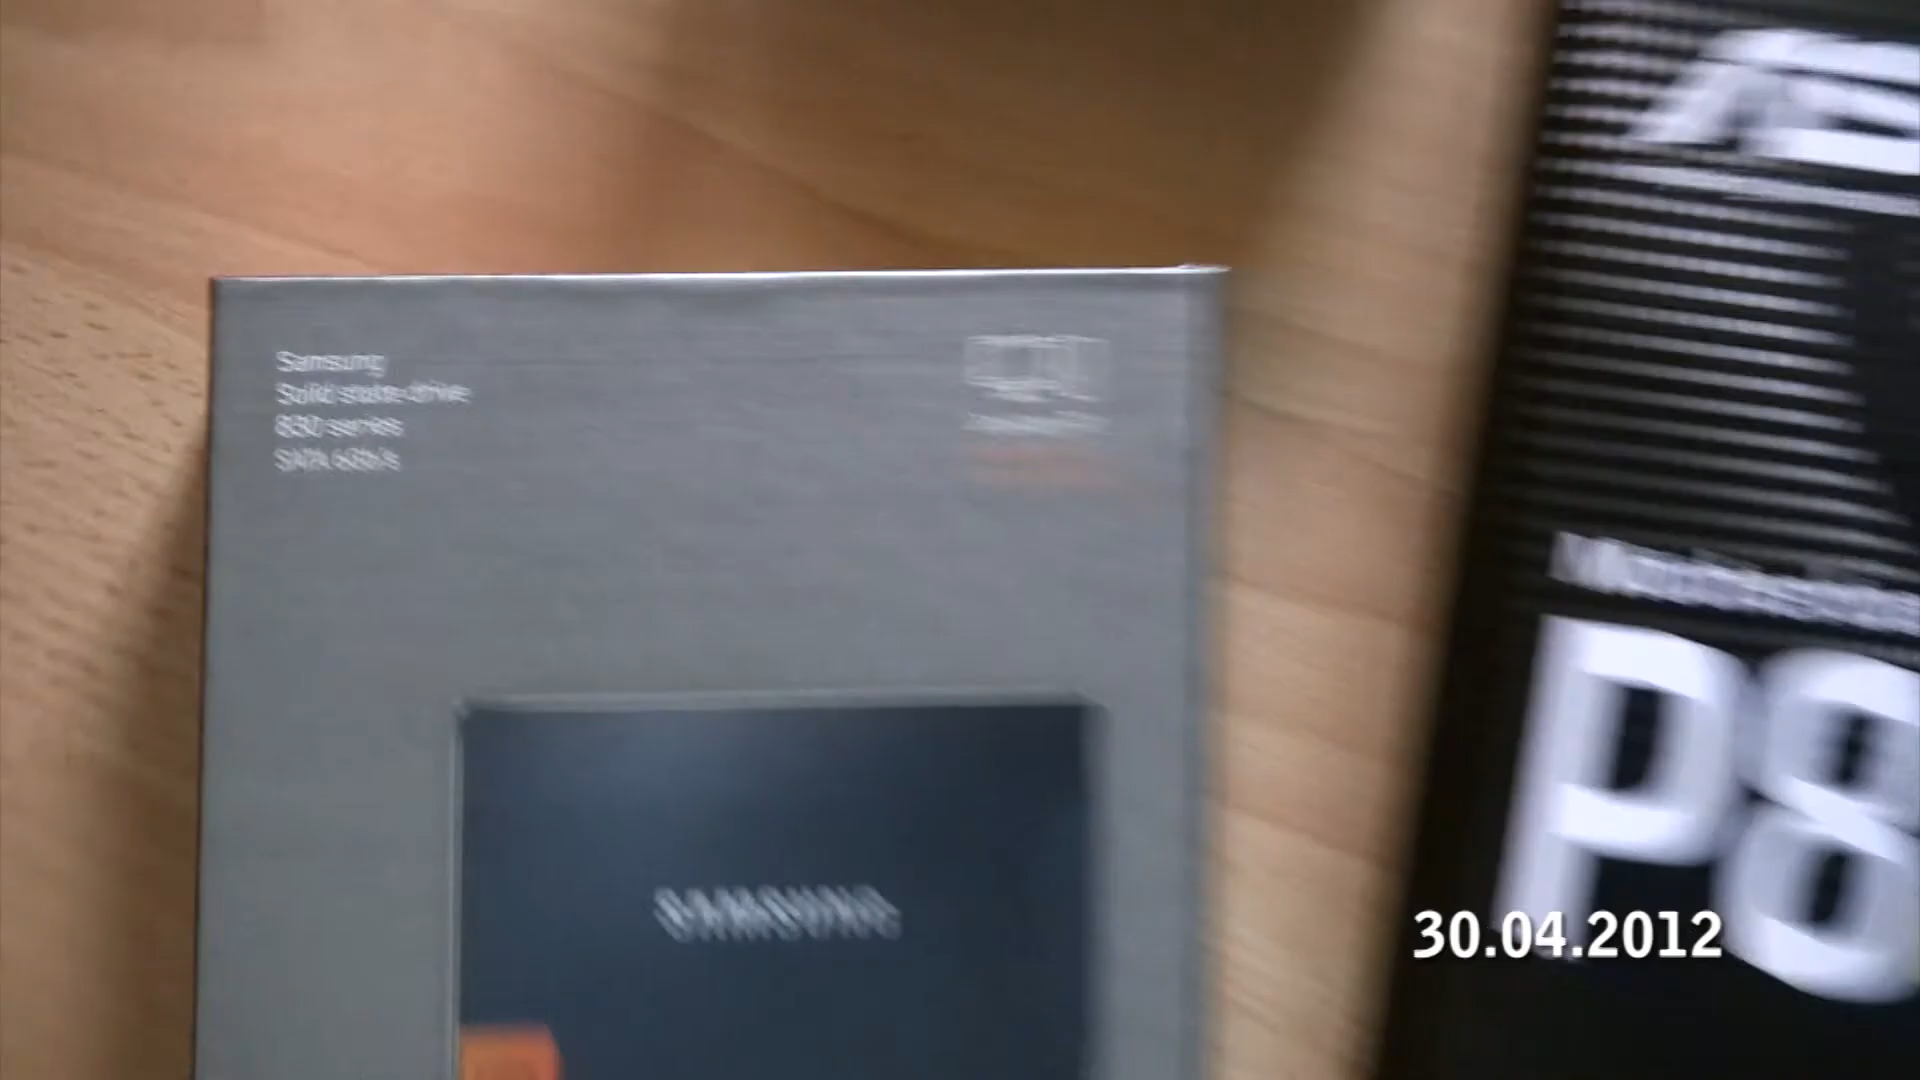 Samsung
Solid state drive
830 series
SATA 6Gb/s
SAMSUNG
P8
30.04.2012